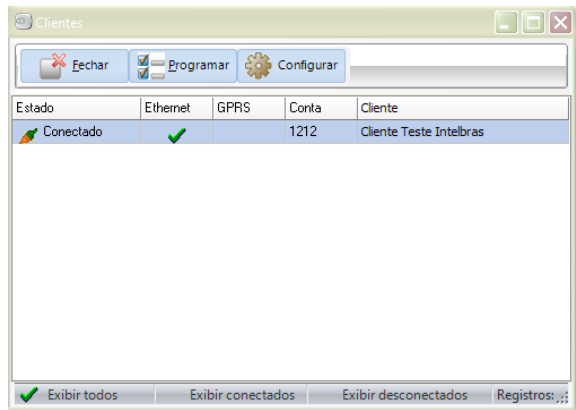 Clientes
Fechar Programar Configurar
Estado Ethernet GPRS Conta Cliente
Conectado 1212 Cliente Teste Intelbras
Exibir todos Exibir conectados Exibir desconectados Registros: